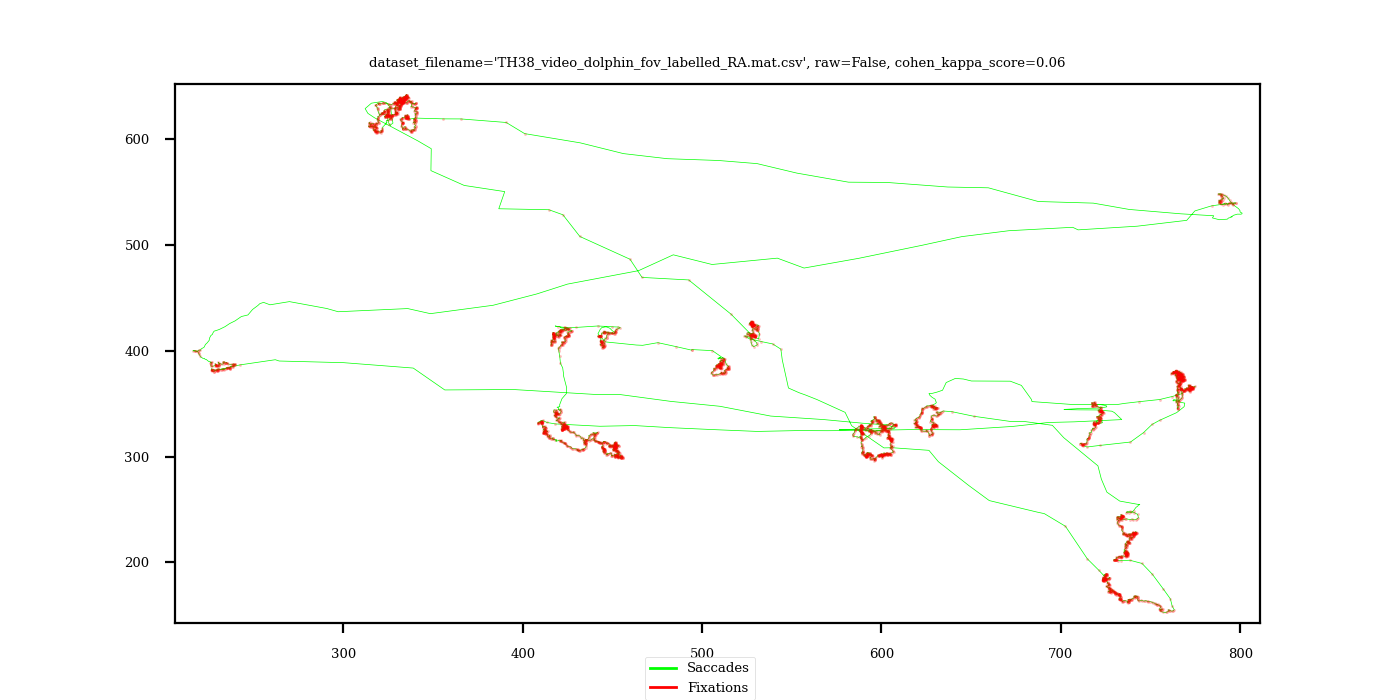 dataset_filename='TH38_video_dolphin_fov_labelled_RA.mat.csv', raw=False, cohen_kappa_score=0.06
600
500
400
300
200
300 400 500 600 700 800
Saccades
Fixations